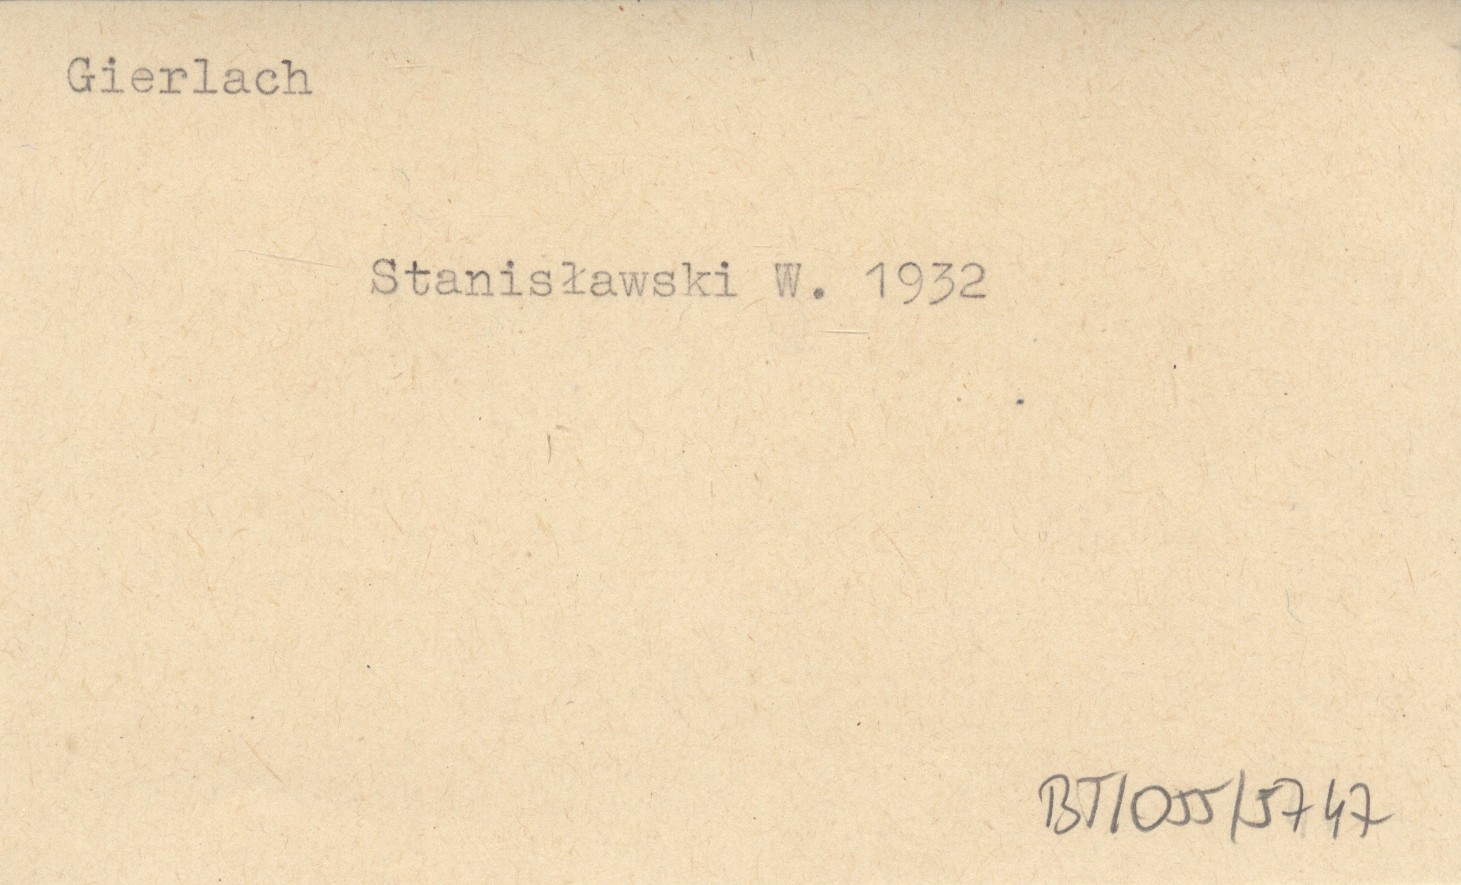 Gierlach
Stanisławski W. 1932
BT/055/5747